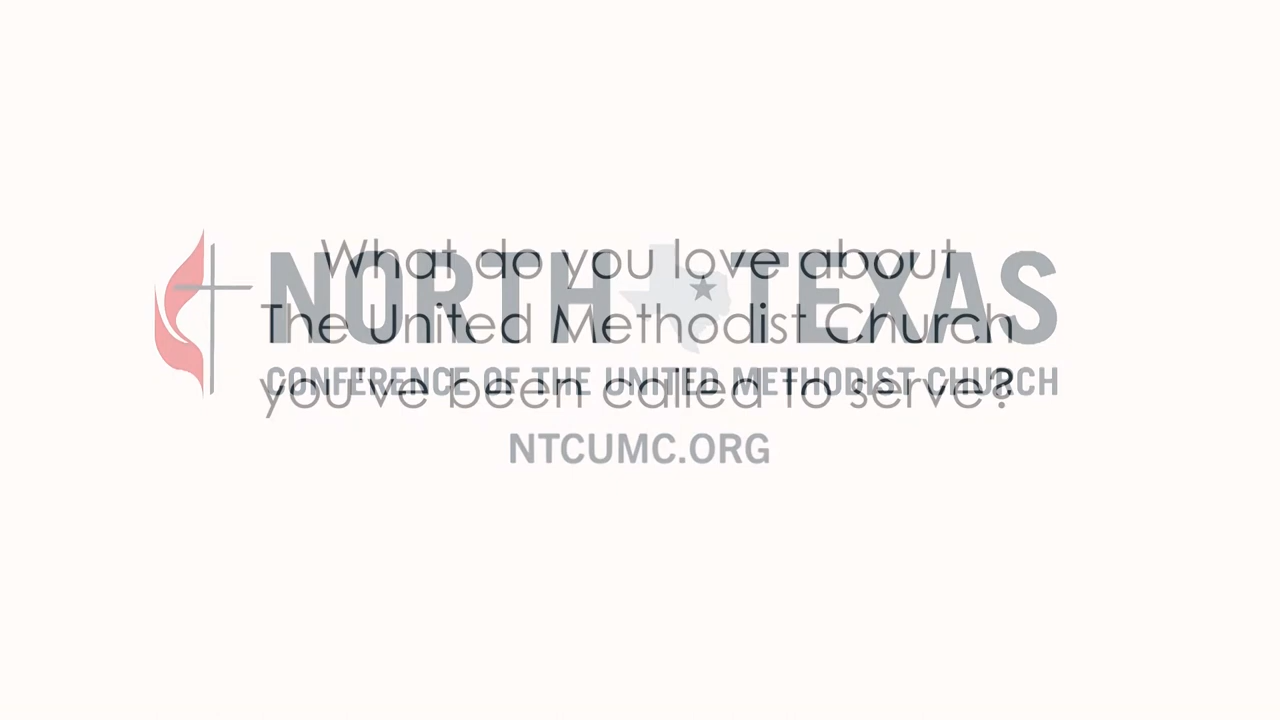 What do you love about
The United Methodist Church
you've been called to serve?
NORTH TEXAS
CONFERENCE OF THE UNITED METHODIST CHURCH
NTCUMC.ORG